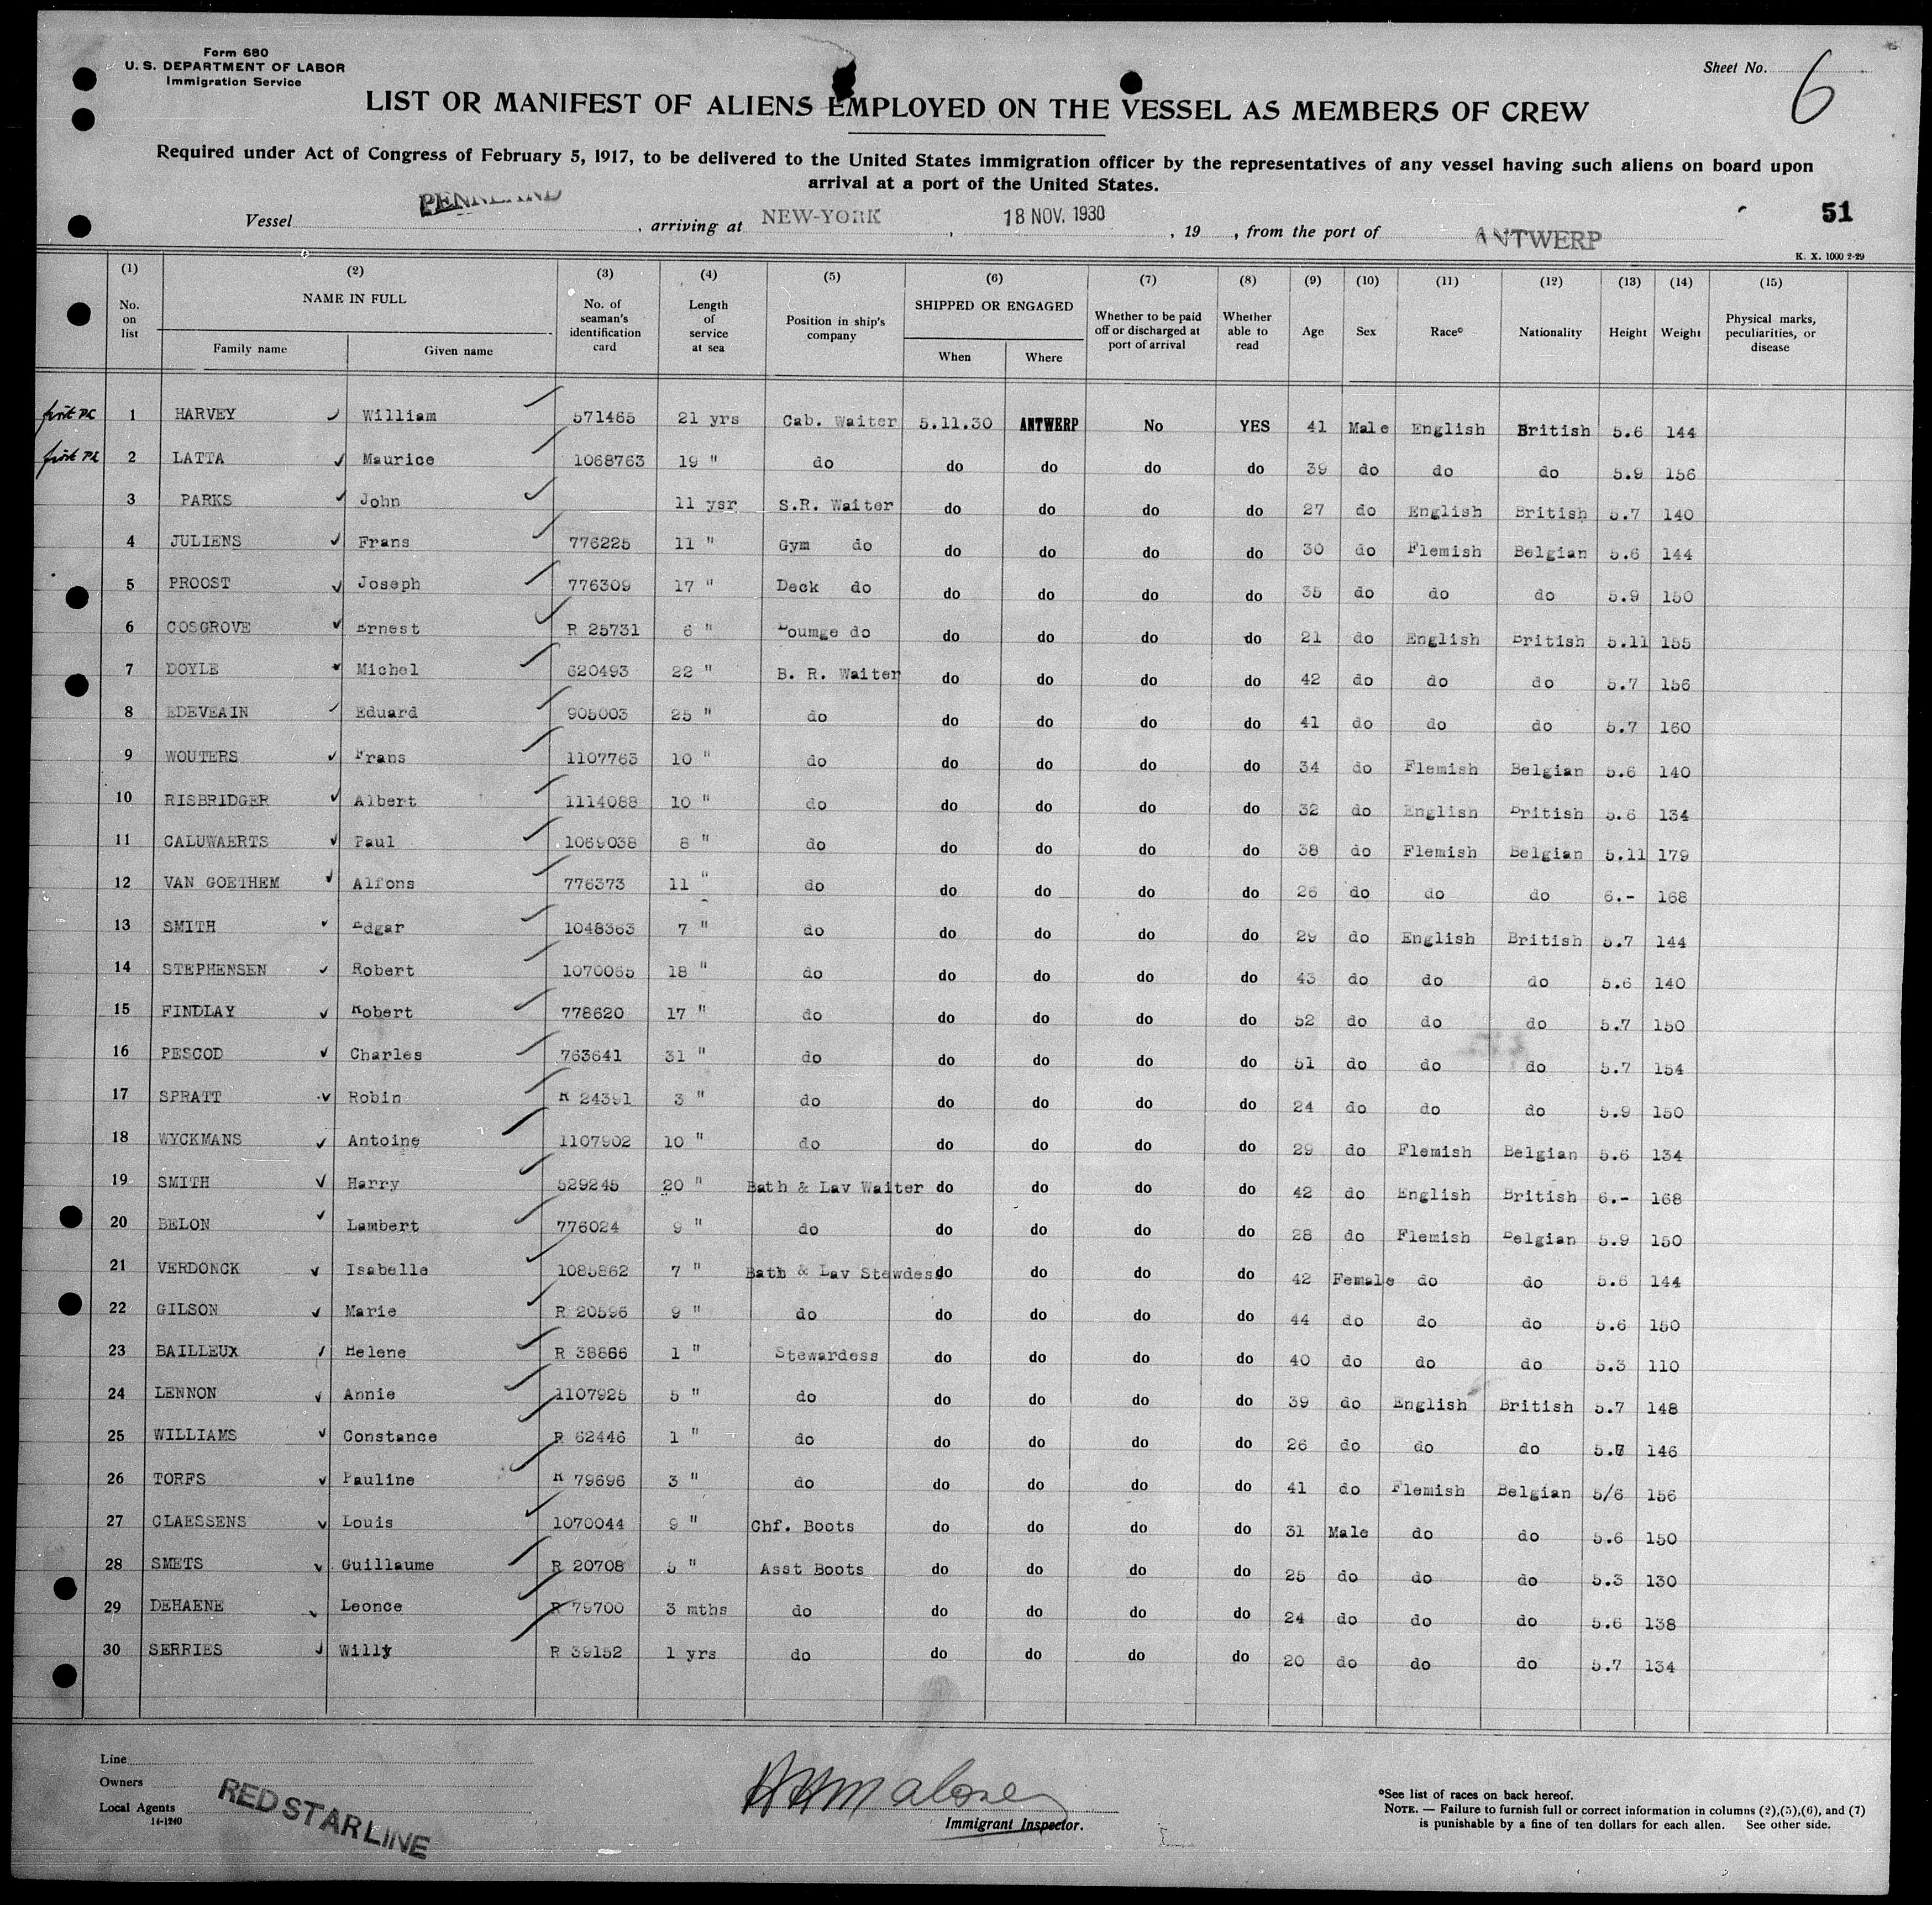 Form 680
U. S. DEPARTMENT OF LABOR
Immigration Service
Sheet No. 6
LIST OR MANIFEST OF ALIENS EMPLOYED ON THE VESSEL AS MEMBERS OF CREW
Required under Act of Congress of February 5, 1917, to be delivered to the United States immigration officer by the representatives of any vessel having such aliens on board upon
arrival at a port of the United States.
Vessel PENNLAND, arriving at NEW-YORK, 18 NOV. 1930, 19 , from the port of ANTWERP
51
K. X. 1000 2-29
(1) (2) (3) (4) (5) (6) (7) (8) (9) (10) (11) (12) (13) (14) (15)
No. on list NAME IN FULL Family name Given name No. of seaman's identification card Length of service at sea Position in ship's company SHIPPED OR ENGAGED When Where Whether to be paid off or discharged at port of arrival Whether able to read Age Sex Race* Nationality Height Weight Physical marks, peculiarities, or disease
1 HARVEY William 571465 21 yrs Cab. Waiter 5.11.30 ANTWERP No YES 41 Male English British 5.6 144
2 LATTA Maurice 1068763 19 " do do do do do 39 do do do 5.9 156
3 PARKS John 11 ysr S.R. Waiter do do do do 27 do English British 5.7 140
4 JULIENS Frans 776225 11 " Gym do do do do do 30 do Flemish Belgian 5.6 144
5 PROOST Joseph 776309 17 " Deck do do do do do 35 do do do 5.9 150
6 COSGROVE Ernest R 25731 6 " Loumge do do do do do 21 do English British 5.11 155
7 DOYLE Michel 620493 22 " B. R. Waiter do do do do 42 do do do 5.7 156
8 EDEVEAIN Eduard 905003 25 " do do do do do 41 do do do 5.7 160
9 WOUTERS Frans 1107763 10 " do do do do do 34 do Flemish Belgian 5.6 140
10 RISBRIDGER Albert 1114088 10 " do do do do do 32 do English British 5.6 134
11 CALUWAERTS Paul 1069038 8 " do do do do do 38 do Flemish Belgian 5.11 179
12 VAN GOETHEM Alfons 776373 11 " do do do do do 26 do do do 6.- 168
13 SMITH Edgar 1048363 7 " do do do do do 29 do English British 5.7 144
14 STEPHENSEN Robert 1070065 18 " do do do do do 43 do do do 5.6 140
15 FINDLAY Robert 778620 17 " do do do do do 52 do do do 5.7 150
16 PESCOD Charles 763641 31 " do do do do do 51 do do do 5.7 154
17 SPRATT Robin R 24391 3 " do do do do do 24 do do do 5.9 150
18 WYCKMANS Antoine 1107902 10 " do do do do do 29 do Flemish Belgian 5.6 134
19 SMITH Harry 529245 20 " Bath & Lav Waiter do do do do 42 do English British 6.- 168
20 BELON Lambert 776024 9 " do do do do do 28 do Flemish Belgian 5.9 150
21 VERDONCK Isabelle 1085862 7 " Bath & Lav Stewdess do do do do 42 Female do do 5.6 144
22 GILSON Marie R 20596 9 " do do do do do 44 do do do 5.6 150
23 BAILLEUX Helene R 38866 1 " Stewardess do do do do 40 do do do 5.3 110
24 LENNON Annie 1107925 5 " do do do do do 39 do English British 5.7 148
25 WILLIAMS Constance R 62446 1 " do do do do do 26 do do do 5.7 146
26 TORFS Pauline R 79696 3 " do do do do do 41 do Flemish Belgian 5/6 156
27 CLAESSENS Louis 1070044 9 " Chf. Boots do do do do 31 Male do do 5.6 150
28 SMETS Guillaume R 20708 5 " Asst Boots do do do do 25 do do do 5.3 130
29 DEHAENE Leonce R 79700 3 mths do do do do do 24 do do do 5.6 138
30 SERRIES Willy R 39152 1 yrs do do do do do 20 do do do 5.7 134
Line
Owners
Local Agents
14-1240
RED STAR LINE
Malone
Immigrant Inspector.
*See list of races on back hereof.
NOTE. — Failure to furnish full or correct information in columns (2),(5),(6), and (7)
is punishable by a fine of ten dollars for each alien. See other side.